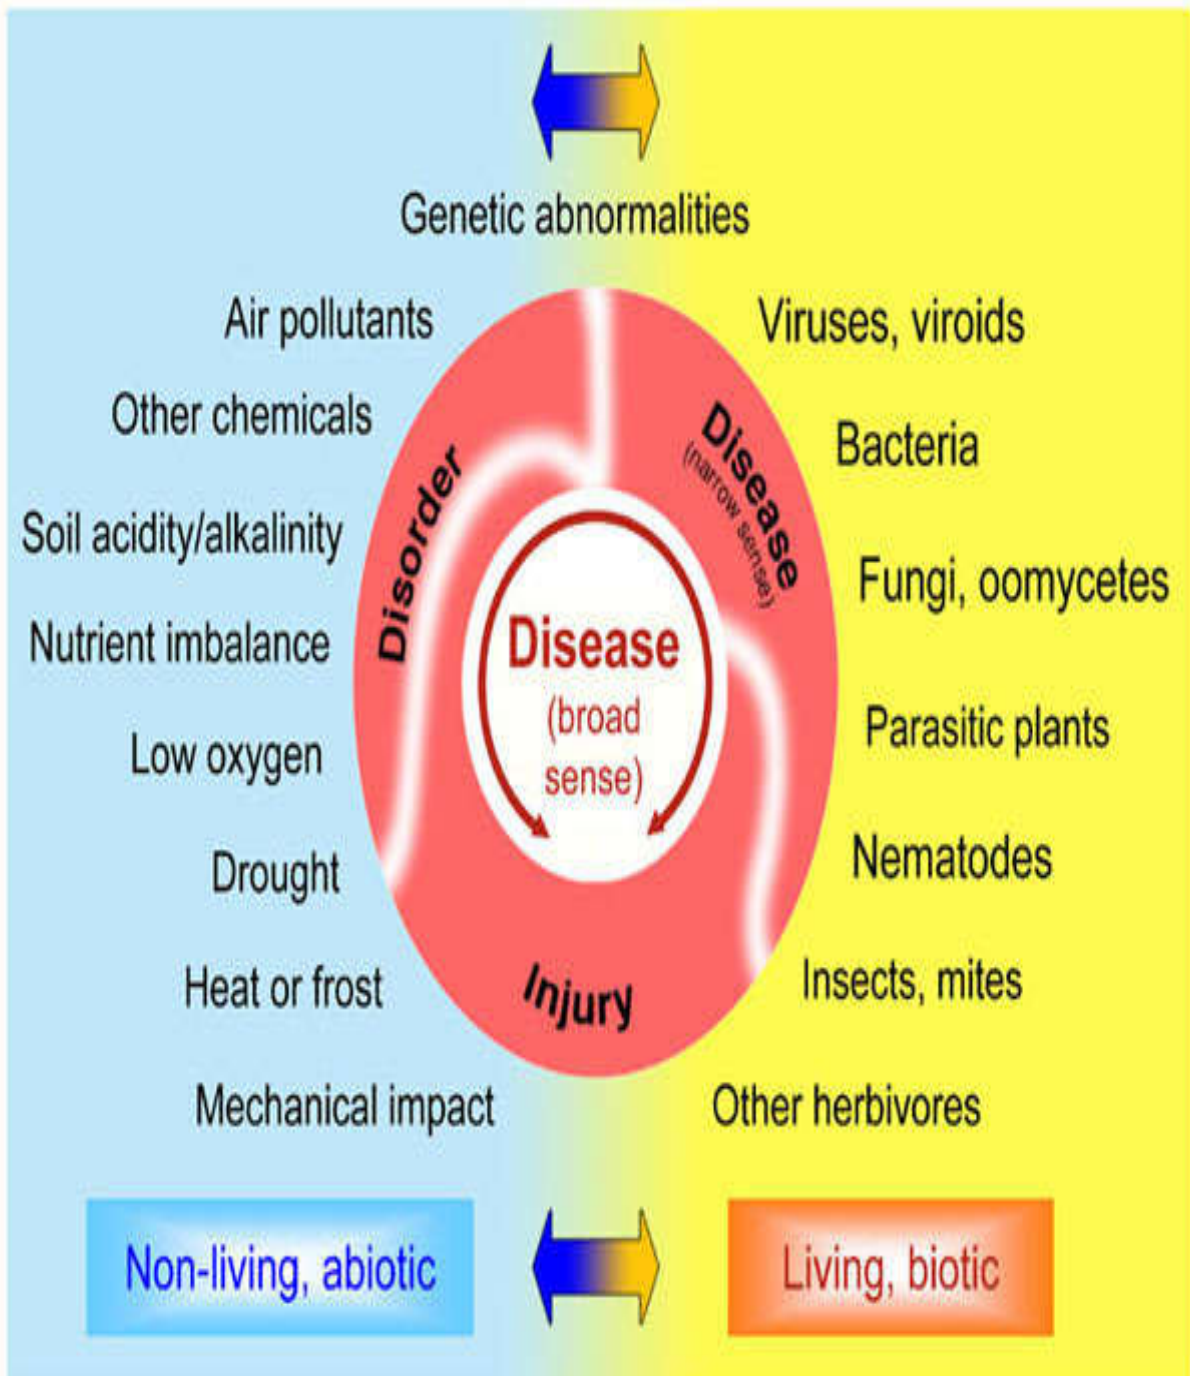 Genetic abnormalities
Air pollutants
Other chemicals
Soil acidity/alkalinity
Nutrient imbalance
Low oxygen
Drought
Heat or frost
Mechanical impact
Viruses, viroids
Bacteria
Fungi, oomycetes
Parasitic plants
Nematodes
Insects, mites
Other herbivores
Disorder
Disease
(narrow sense)
Injury
Disease
(broad
sense)
Non-living, abiotic
Living, biotic